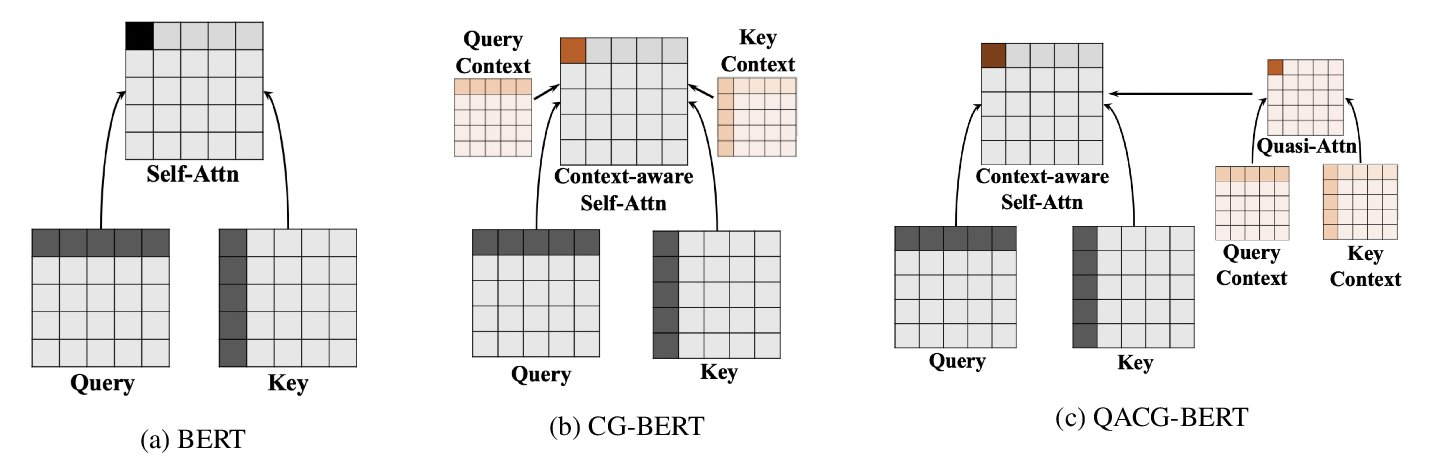 Self-Attn
Query
Key
(a) BERT
Query
Context
Key
Context
Context-aware
Self-Attn
Query
Key
(b) CG-BERT
Context-aware
Self-Attn
Quasi-Attn
Query
Context
Key
Context
Query
Key
(c) QACG-BERT